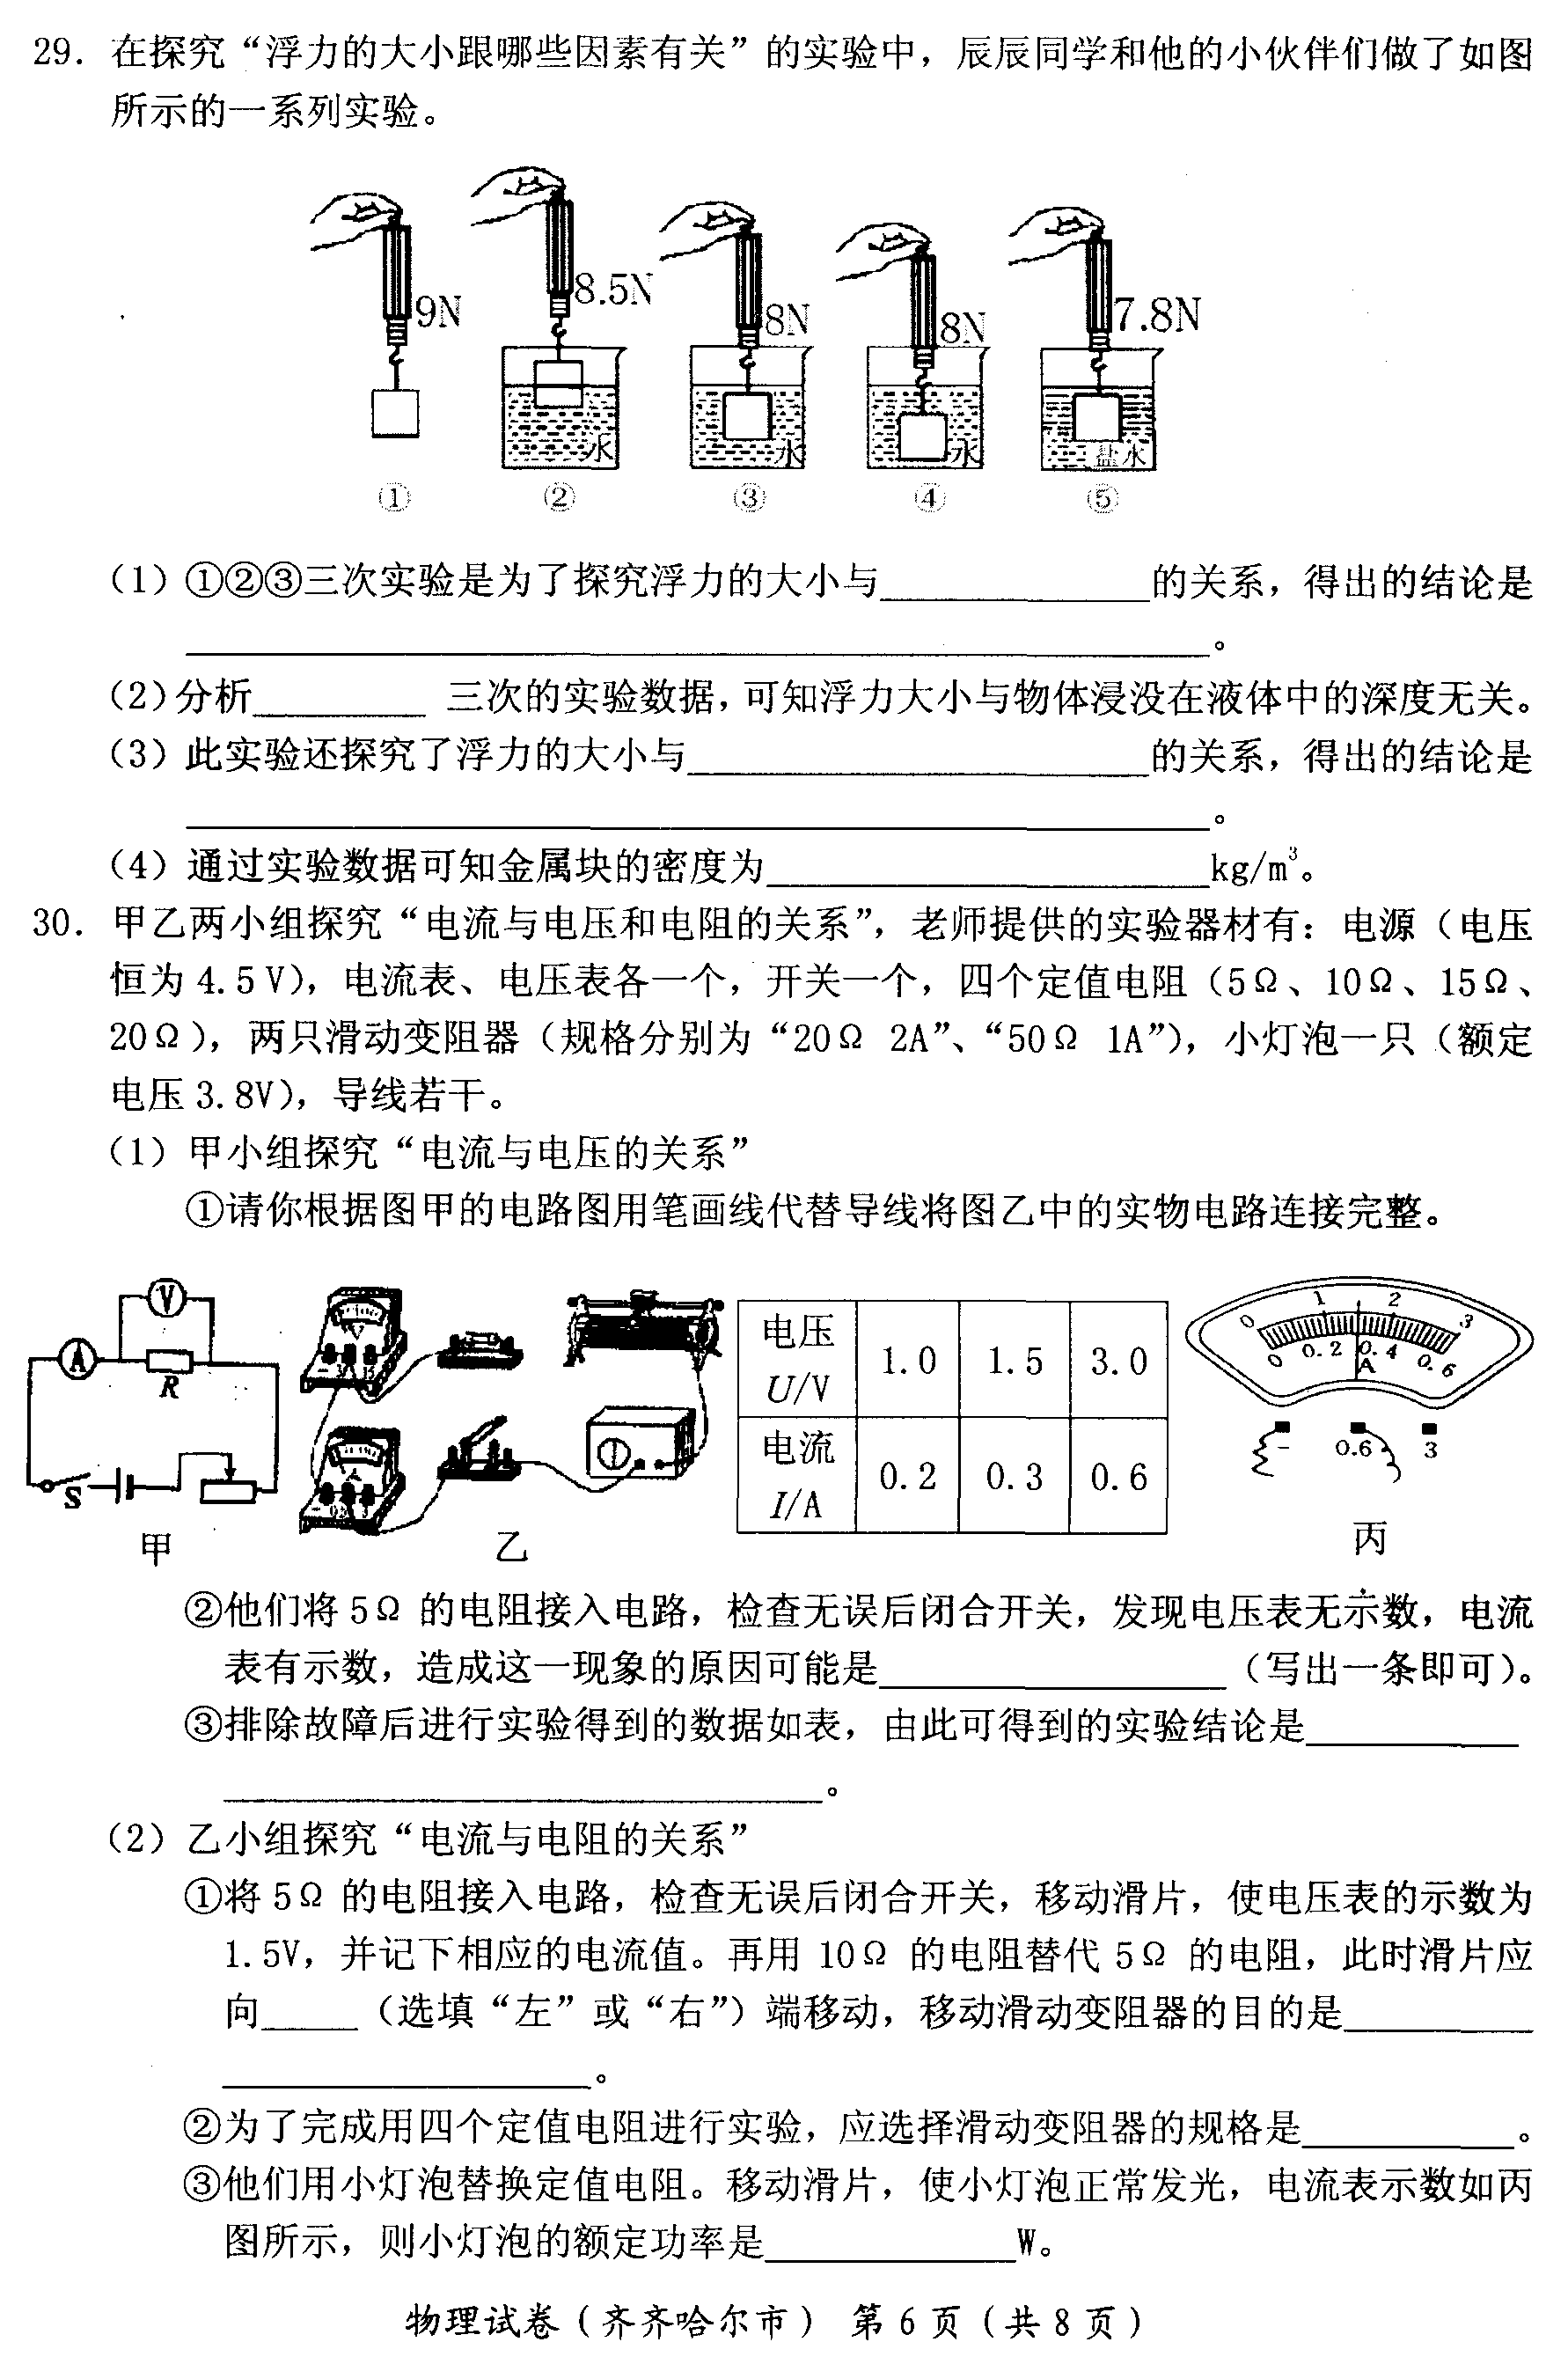 29. 在探究“浮力的大小跟哪些因素有关”的实验中，辰辰同学和他的小伙伴们做了如图
所示的一系列实验。
9N 8.5N 8N 8N 7.8N
水 水 水 盐水
① ② ③ ④ ⑤
（1）①②③三次实验是为了探究浮力的大小与______的关系，得出的结论是
______。
（2）分析______ 三次的实验数据，可知浮力大小与物体浸没在液体中的深度无关。
（3）此实验还探究了浮力的大小与______的关系，得出的结论是
______。
（4）通过实验数据可知金属块的密度为______kg/m³。
30. 甲乙两小组探究“电流与电压和电阻的关系”，老师提供的实验器材有：电源（电压
恒为 4.5 V），电流表、电压表各一个，开关一个，四个定值电阻（5Ω、10Ω、15Ω、
20Ω），两只滑动变阻器（规格分别为“20Ω 2A”、“50Ω 1A”），小灯泡一只（额定
电压 3.8V），导线若干。
（1）甲小组探究“电流与电压的关系”
①请你根据图甲的电路图用笔画线代替导线将图乙中的实物电路连接完整。
V
A
R
S
甲
乙
电压U/V 1.0 1.5 3.0
电流I/A 0.2 0.3 0.6
0 1 2 3
0 0.2 0.4 0.6
A
- 0.6 3
丙
②他们将 5Ω 的电阻接入电路，检查无误后闭合开关，发现电压表无示数，电流
表有示数，造成这一现象的原因可能是______（写出一条即可）。
③排除故障后进行实验得到的数据如表，由此可得到的实验结论是______
______。
（2）乙小组探究“电流与电阻的关系”
①将 5Ω 的电阻接入电路，检查无误后闭合开关，移动滑片，使电压表的示数为
1.5V，并记下相应的电流值。再用 10Ω 的电阻替代 5Ω 的电阻，此时滑片应
向____（选填“左”或“右”）端移动，移动滑动变阻器的目的是______
______。
②为了完成用四个定值电阻进行实验，应选择滑动变阻器的规格是______。
③他们用小灯泡替换定值电阻。移动滑片，使小灯泡正常发光，电流表示数如丙
图所示，则小灯泡的额定功率是______W。
物理试卷（齐齐哈尔市） 第 6 页（共 8 页）